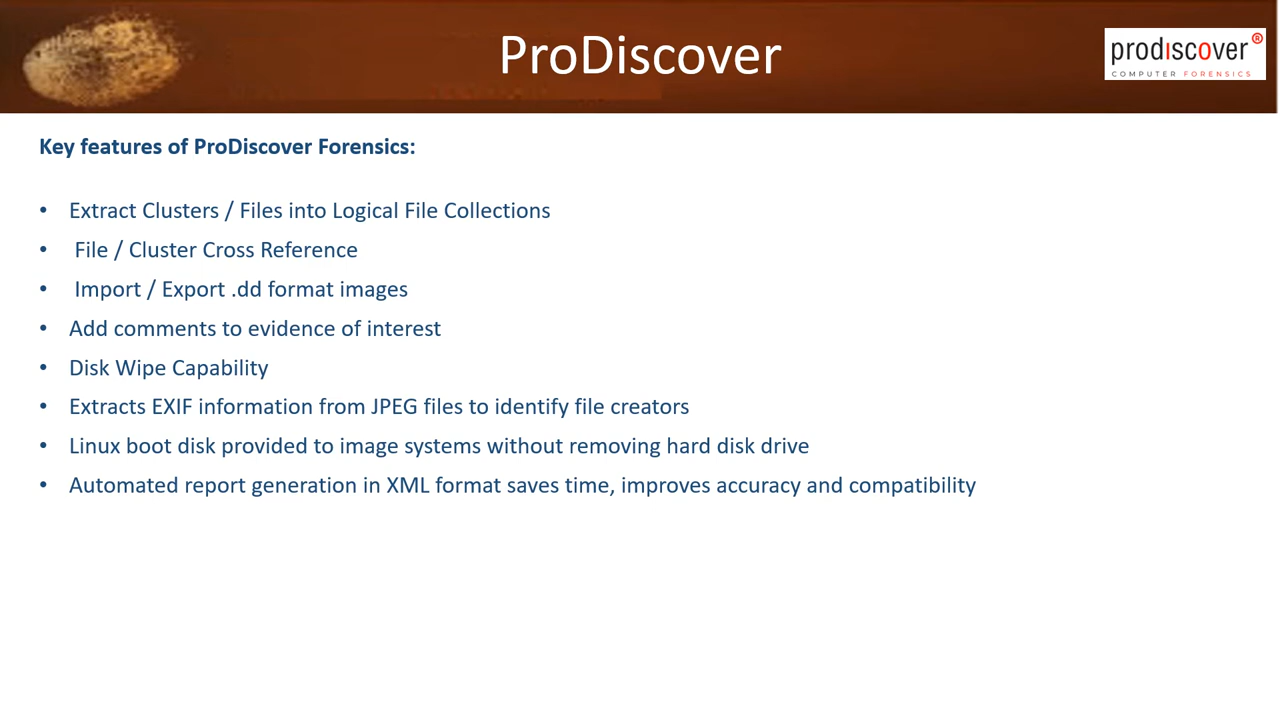 ProDiscover
prodiscover®
COMPUTER FORENSICS
Key features of ProDiscover Forensics:
• Extract Clusters / Files into Logical File Collections
• File / Cluster Cross Reference
• Import / Export .dd format images
• Add comments to evidence of interest
• Disk Wipe Capability
• Extracts EXIF information from JPEG files to identify file creators
• Linux boot disk provided to image systems without removing hard disk drive
• Automated report generation in XML format saves time, improves accuracy and compatibility